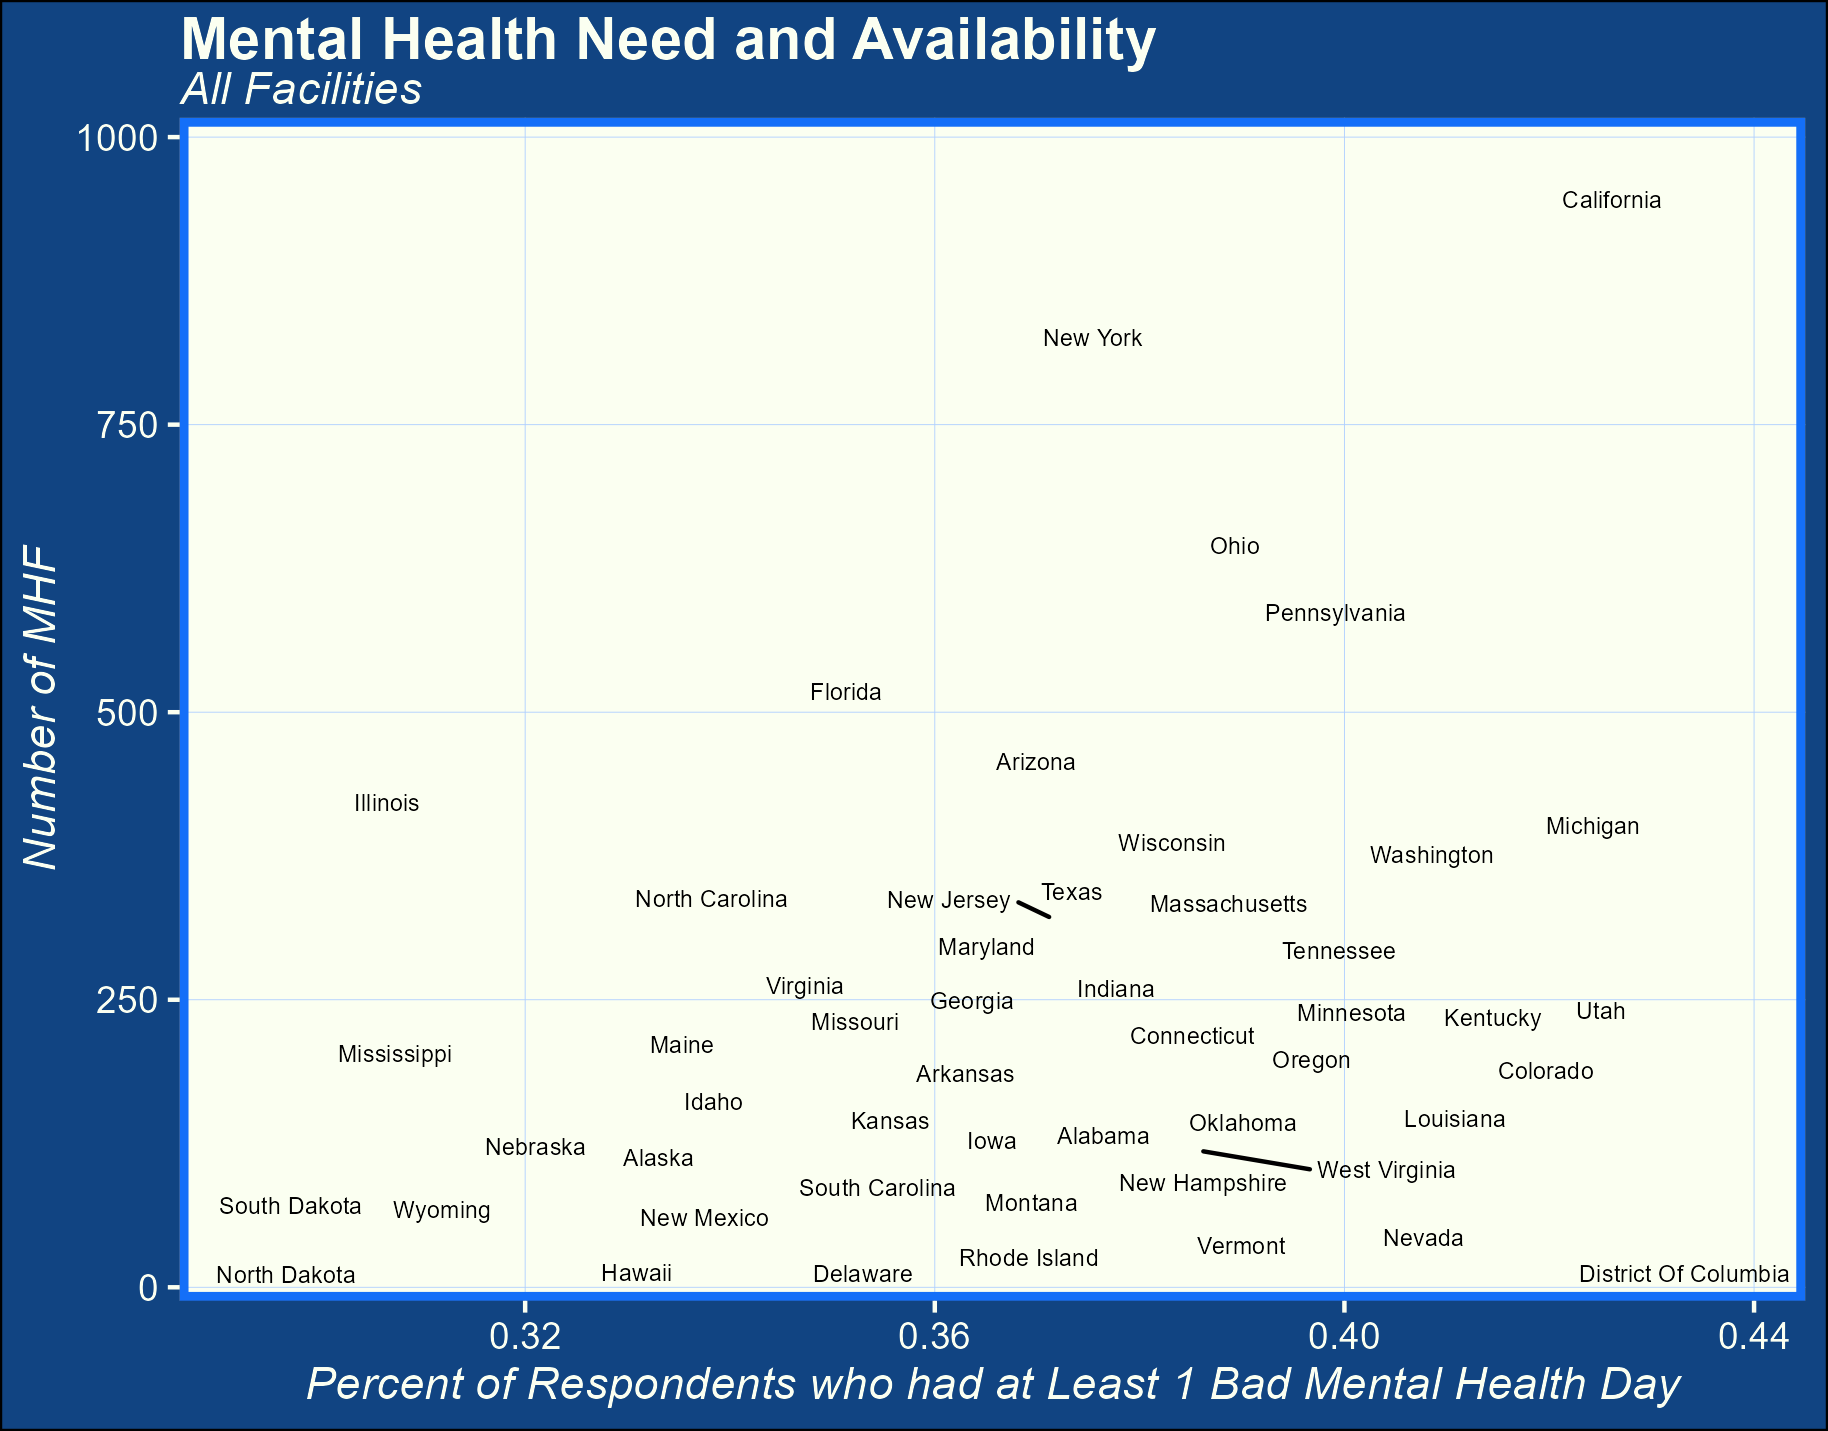 Mental Health Need and Availability
All Facilities
1000
750
500
250
0
Number of MHF
California
New York
Ohio
Pennsylvania
Florida
Arizona
Illinois
Michigan
Wisconsin
Washington
Texas
North Carolina
New Jersey
Massachusetts
Maryland
Tennessee
Virginia
Indiana
Georgia
Utah
Minnesota
Kentucky
Missouri
Connecticut
Maine
Mississippi
Oregon
Colorado
Arkansas
Idaho
Louisiana
Kansas
Oklahoma
Alabama
Iowa
Nebraska
Alaska
West Virginia
New Hampshire
South Carolina
Montana
South Dakota
Wyoming
New Mexico
Nevada
Vermont
Rhode Island
North Dakota
Hawaii
Delaware
District Of Columbia
0.32
0.36
0.40
0.44
Percent of Respondents who had at Least 1 Bad Mental Health Day